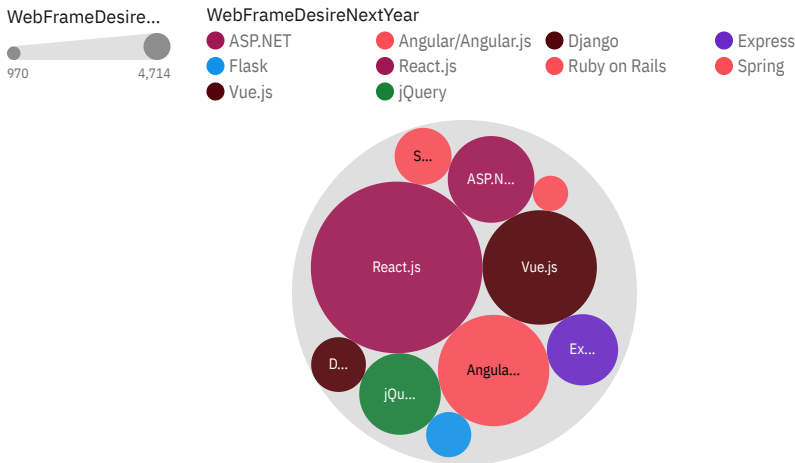 WebFrameDesire...
970 4,714
WebFrameDesireNextYear
ASP.NET Angular/Angular.js Django Express
Flask React.js Ruby on Rails Spring
Vue.js jQuery
S...
ASP.N...
React.js
Vue.js
Ex...
D...
Angula...
jQu...